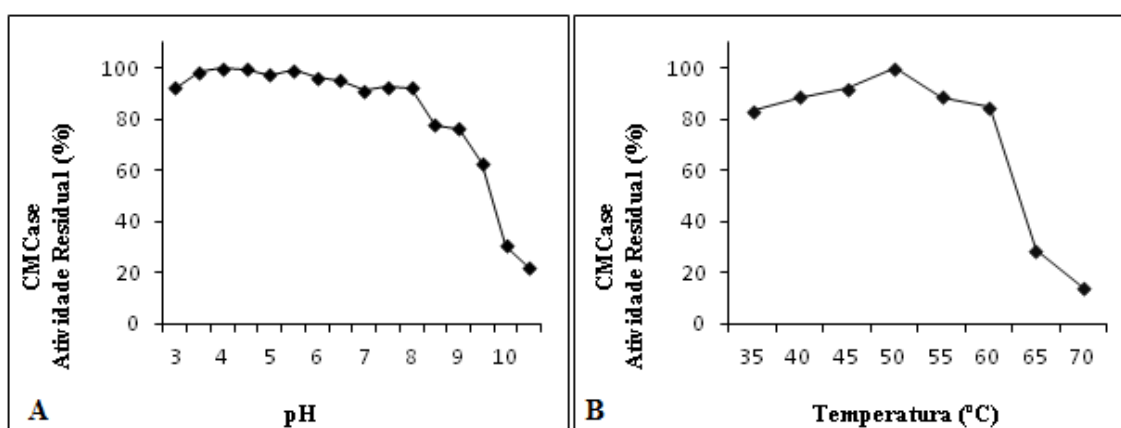 100
80
60
40
20
0
CMCase
Atividade Residual (%)
3 4 5 6 7 8 9 10
A
pH
100
80
60
40
20
0
CMCase
Atividade Residual (%)
35 40 45 50 55 60 65 70
B
Temperatura (ºC)